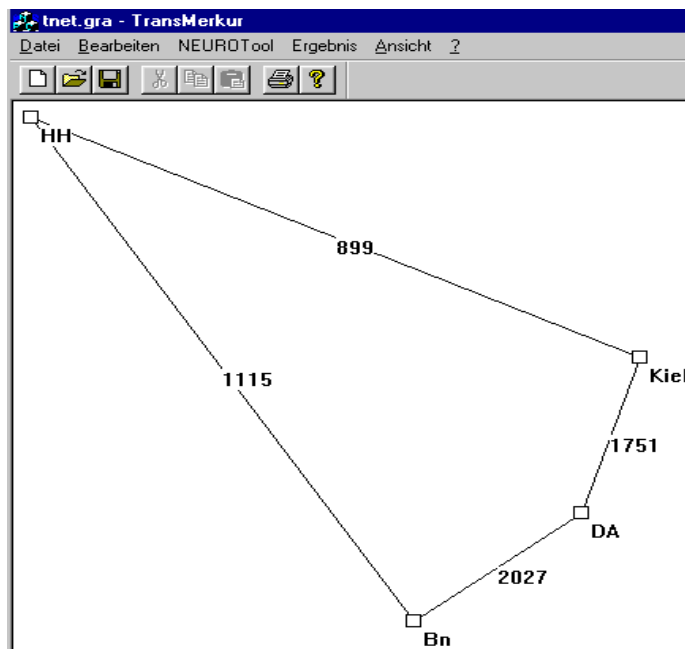 tnet.gra - TransMerkur
Datei Bearbeiten NEUROTool Ergebnis Ansicht ?
HH
899
1115
Kiel
1751
DA
2027
Bn